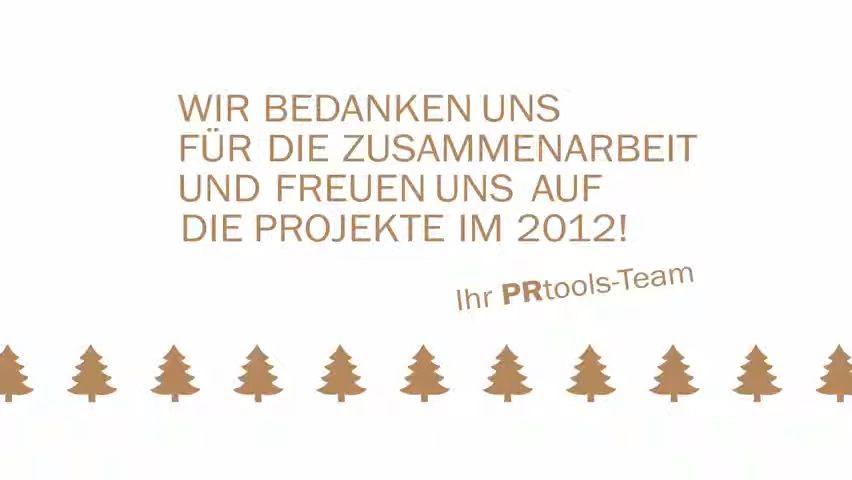 WIR BEDANKEN UNS
FÜR DIE ZUSAMMENARBEIT
UND FREUEN UNS AUF
DIE PROJEKTE IM 2012!
Ihr PRtools-Team